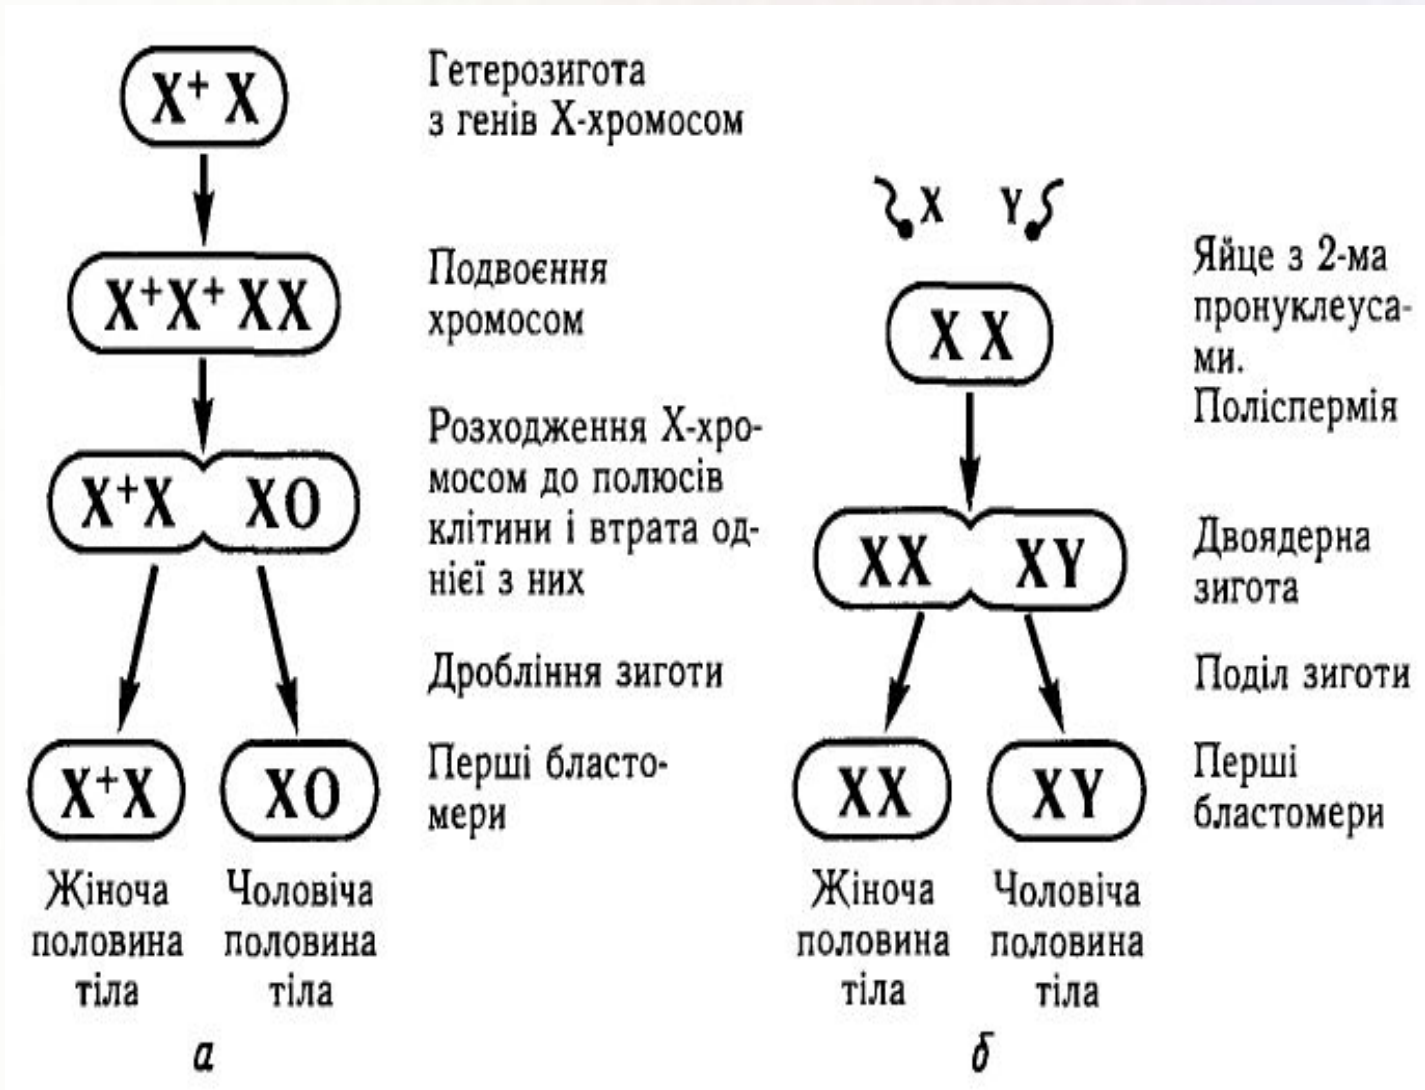 X⁺ X
Гетерозигота
з генів Х-хромосом
X⁺X⁺ XX
Подвоєння
хромосом
X⁺X XO
Розходження Х-хро-
мосом до полюсів
клітини і втрата од-
нієї з них
Дробління зиготи
X⁺X XO
Перші бласто-
мери
Жіноча
половина
тіла
Чоловіча
половина
тіла
а
X Y
X X
Яйце з 2-ма
пронуклеуса-
ми.
Поліспермія
XX XY
Двоядерна
зигота
Поділ зиготи
XX XY
Перші
бластомери
Жіноча
половина
тіла
Чоловіча
половина
тіла
б